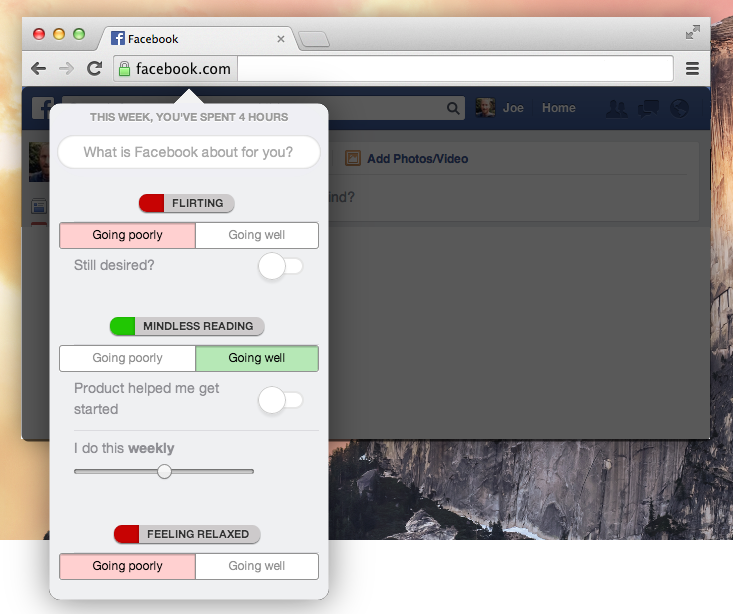 Facebook
facebook.com
Joe Home
THIS WEEK, YOU'VE SPENT 4 HOURS
What is Facebook about for you?
Add Photos/Video
ind?
FLIRTING
Going poorly Going well
Still desired?
MINDLESS READING
Going poorly Going well
Product helped me get
started
I do this weekly
FEELING RELAXED
Going poorly Going well